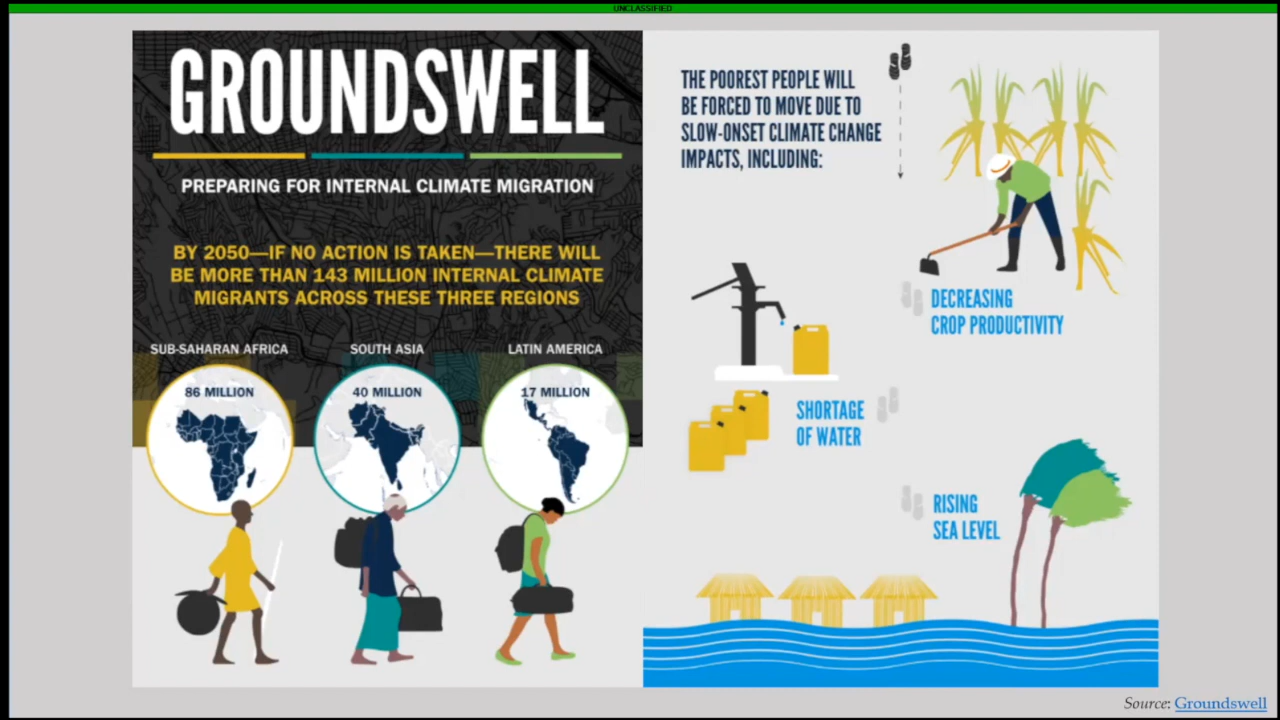 UNCLASSIFIED
GROUNDSWELL
PREPARING FOR INTERNAL CLIMATE MIGRATION
BY 2050—IF NO ACTION IS TAKEN—THERE WILL
BE MORE THAN 143 MILLION INTERNAL CLIMATE
MIGRANTS ACROSS THESE THREE REGIONS
SUB-SAHARAN AFRICA
86 MILLION
SOUTH ASIA
40 MILLION
LATIN AMERICA
17 MILLION
THE POOREST PEOPLE WILL
BE FORCED TO MOVE DUE TO
SLOW-ONSET CLIMATE CHANGE
IMPACTS, INCLUDING:
DECREASING
CROP PRODUCTIVITY
SHORTAGE
OF WATER
RISING
SEA LEVEL
Source: Groundswell